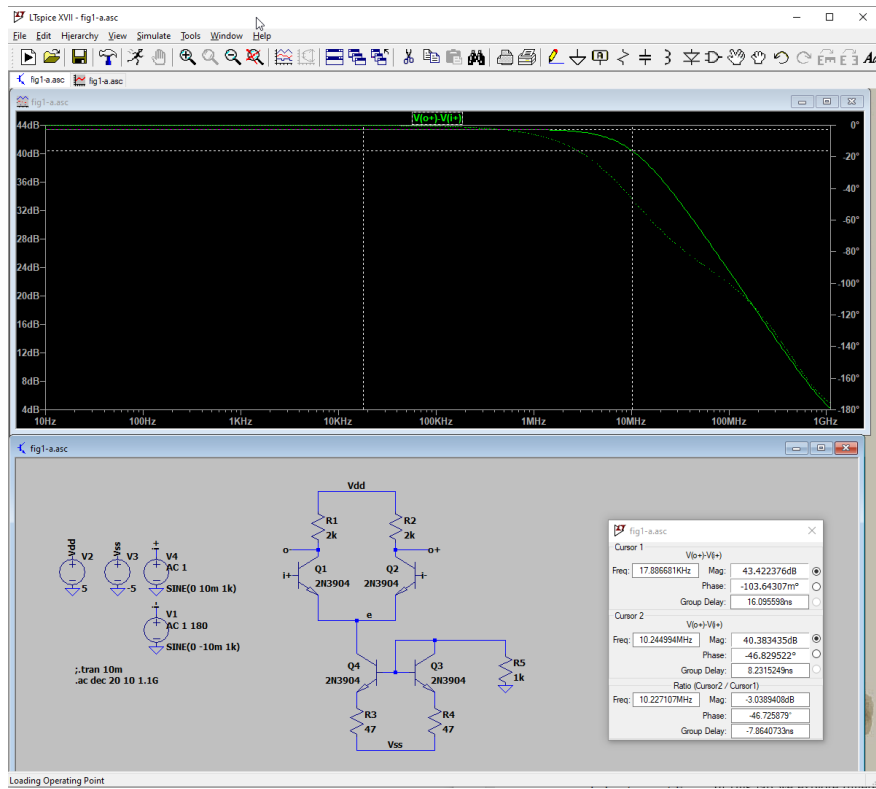 LTspice XVII - fig1-a.asc
File Edit Hierarchy View Simulate Tools Window Help
fig1-a.asc fig1-a.asc
fig1-a.asc
V(o+)-V(i+)
44dB 0°
40dB -20°
36dB -40°
32dB -60°
28dB -80°
24dB -100°
20dB -120°
16dB -140°
12dB -160°
8dB -180°
4dB
10Hz 100Hz 1KHz 10KHz 100KHz 1MHz 10MHz 100MHz 1GHz
fig1-a.asc
Vdd
R1 2k
R2 2k
o- o+
Q1 2N3904
Q2 2N3904
i+ i-
e
Q4 2N3904
Q3 2N3904
R5 1k
R3 47
R4 47
Vss
Vdd V2 5
Vss V3 -5
i+ V4
AC 1
SINE(0 10m 1k)
i- V1
AC 1 180
SINE(0 -10m 1k)
;.tran 10m
.ac dec 20 10 1.1G
fig1-a.asc
Cursor 1
V(o+)-V(i+)
Freq: 17.886681KHz Mag: 43.422376dB
Phase: -103.64307m°
Group Delay: 16.095598ns
Cursor 2
V(o+)-V(i+)
Freq: 10.244994MHz Mag: 40.383435dB
Phase: -46.829522°
Group Delay: 8.2315249ns
Ratio (Cursor2 / Cursor1)
Freq: 10.227107MHz Mag: -3.0389408dB
Phase: -46.725879°
Group Delay: -7.8640733ns
Loading Operating Point